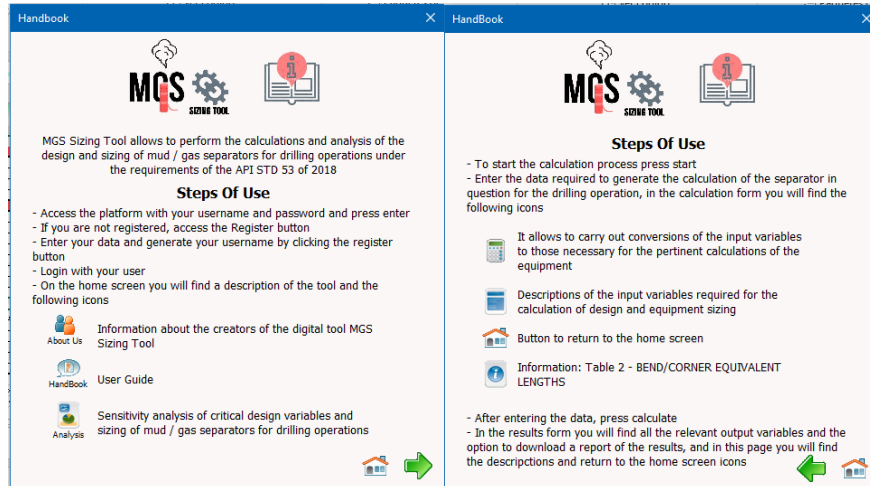 Handbook
MGS
SIZING TOOL
MGS Sizing Tool allows to perform the calculations and analysis of the
design and sizing of mud / gas separators for drilling operations under
the requirements of the API STD 53 of 2018
Steps Of Use
- Access the platform with your username and password and press enter
- If you are not registered, access the Register button
- Enter your data and generate your username by clicking the register
button
- Login with your user
- On the home screen you will find a description of the tool and the
following icons
About Us
Information about the creators of the digital tool MGS
Sizing Tool
HandBook
User Guide
Analysis
Sensitivity analysis of critical design variables and
sizing of mud / gas separators for drilling operations
HandBook
MGS
SIZING TOOL
Steps Of Use
- To start the calculation process press start
- Enter the data required to generate the calculation of the separator in
question for the drilling operation, in the calculation form you will find the
following icons
It allows to carry out conversions of the input variables
to those necessary for the pertinent calculations of the
equipment
Descriptions of the input variables required for the
calculation of design and equipment sizing
Button to return to the home screen
Information: Table 2 - BEND/CORNER EQUIVALENT
LENGTHS
- After entering the data, press calculate
- In the results form you will find all the relevant output variables and the
option to download a report of the results, and in this page you will find
the descripctions and return to the home screen icons